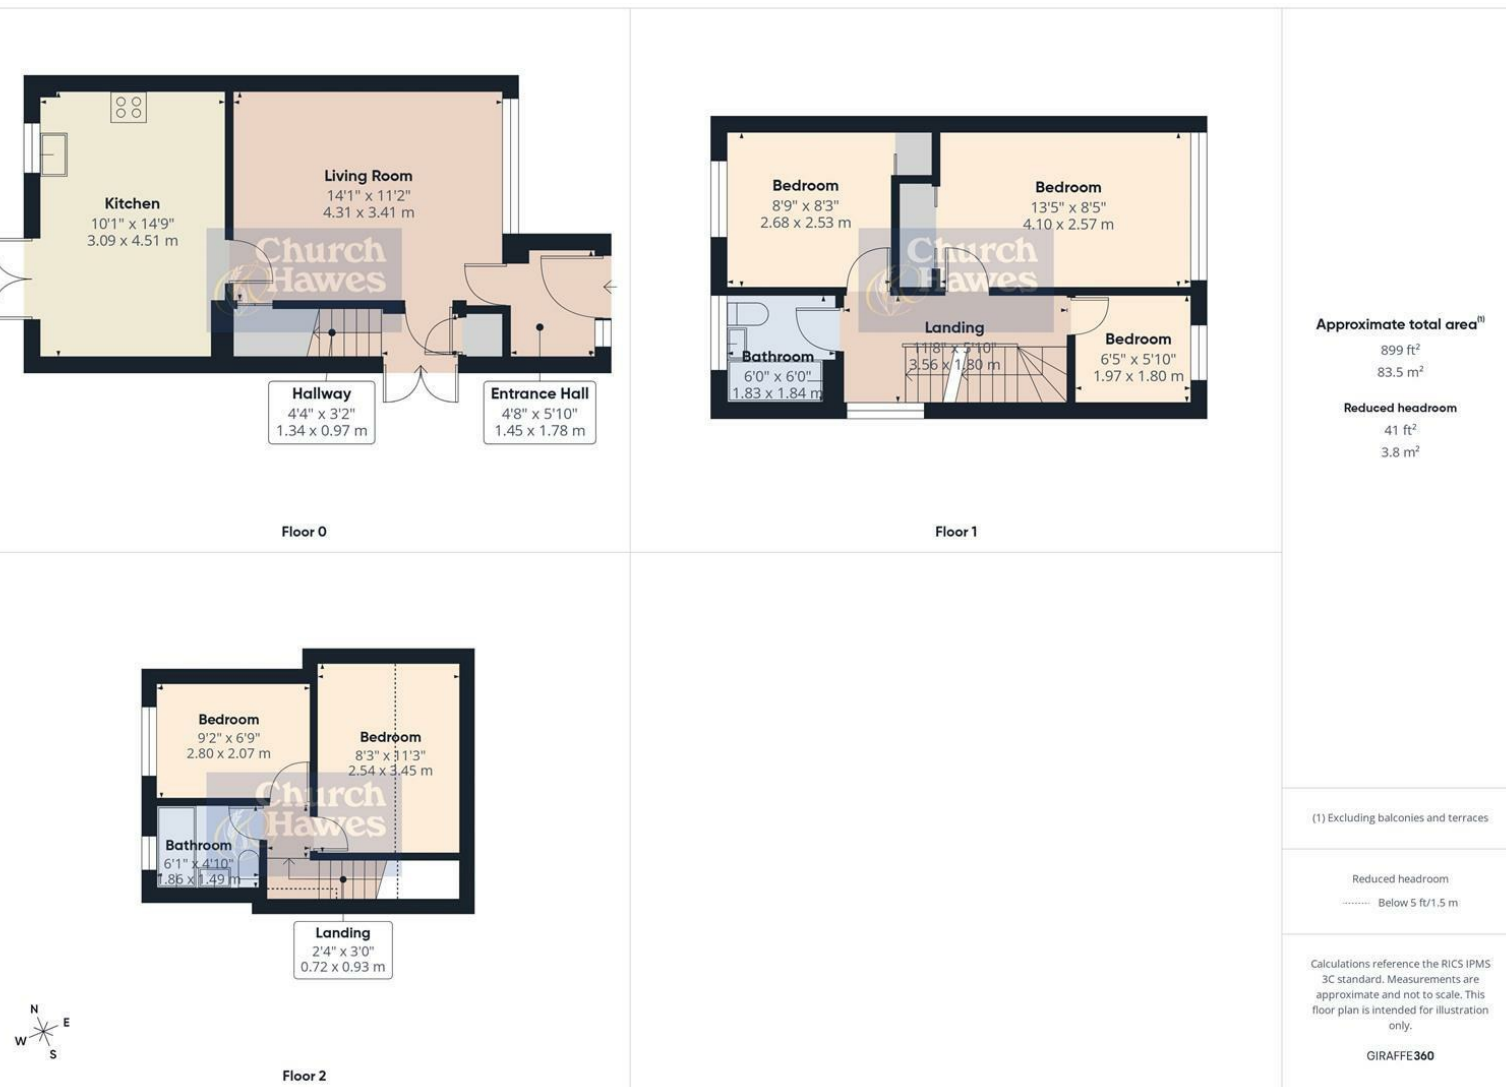 Kitchen
10'1" x 14'9"
3.09 x 4.51 m
Living Room
14'1" x 11'2"
4.31 x 3.41 m
Church
Hawes
Hallway
4'4" x 3'2"
1.34 x 0.97 m
Entrance Hall
4'8" x 5'10"
1.45 x 1.78 m
Floor 0
Bedroom
8'9" x 8'3"
2.68 x 2.53 m
Bedroom
13'5" x 8'5"
4.10 x 2.57 m
Church
Hawes
Landing
11'8" x 5'10"
3.56 x 1.80 m
Bathroom
6'0" x 6'0"
1.83 x 1.84 m
Bedroom
6'5" x 5'10"
1.97 x 1.80 m
Floor 1
Bedroom
9'2" x 6'9"
2.80 x 2.07 m
Bedroom
8'3" x 11'3"
2.54 x 3.45 m
Church
Hawes
Bathroom
6'1" x 4'10"
1.86 x 1.49 m
Landing
2'4" x 3'0"
0.72 x 0.93 m
N
E
W
S
Floor 2
Approximate total area(1)
899 ft²
83.5 m²
Reduced headroom
41 ft²
3.8 m²
(1) Excluding balconies and terraces
Reduced headroom
Below 5 ft/1.5 m
Calculations reference the RICS IPMS
3C standard. Measurements are
approximate and not to scale. This
floor plan is intended for illustration
only.
GIRAFFE360